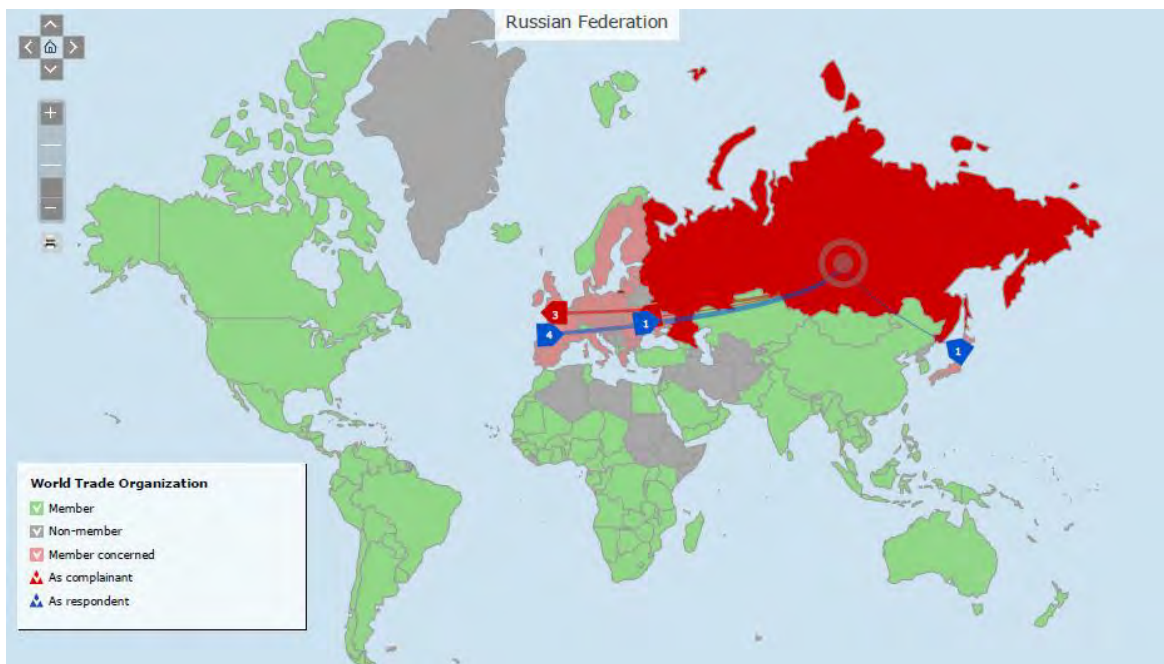 Russian Federation
3
4
1
1
World Trade Organization
Member
Non-member
Member concerned
As complainant
As respondent